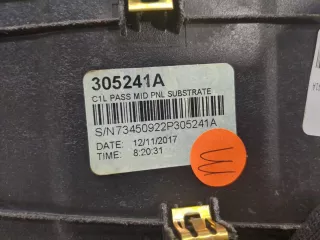 305241A
C1L PASS MID PNL SUBSTRATE
S/N73450922P305241A
DATE: 12/11/2017
TIME: 8:20:31